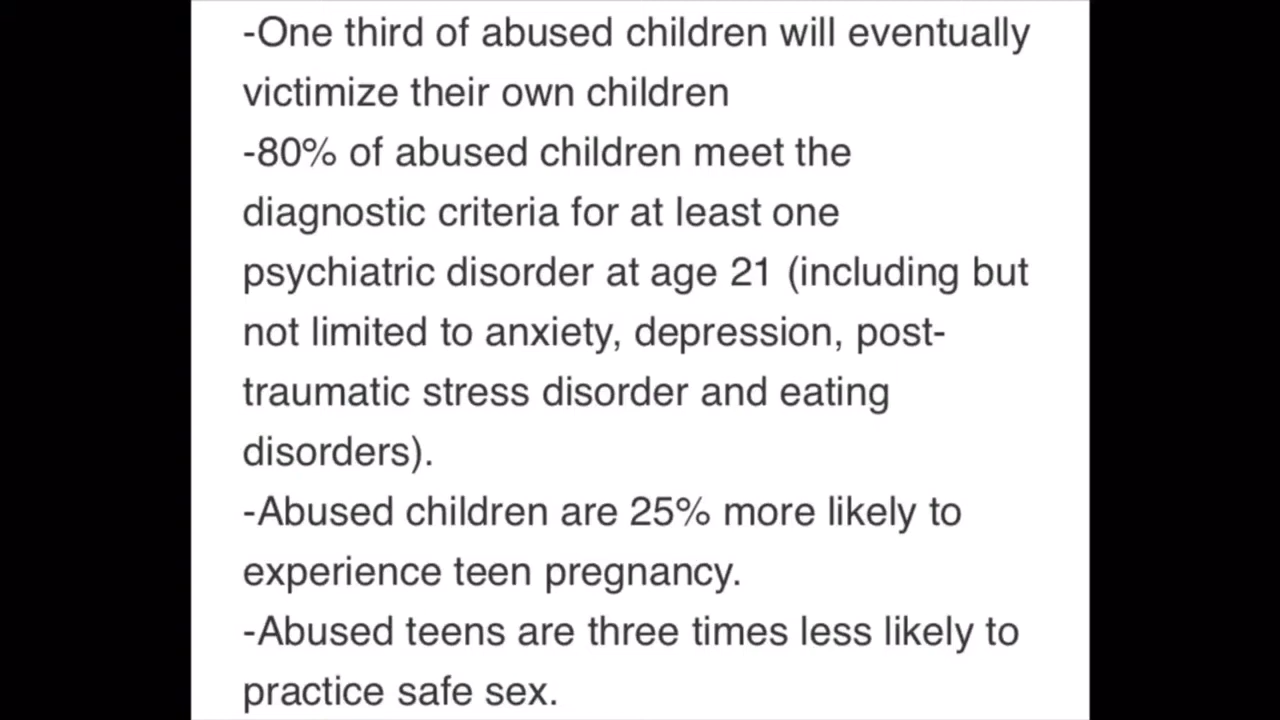 -One third of abused children will eventually
victimize their own children
-80% of abused children meet the
diagnostic criteria for at least one
psychiatric disorder at age 21 (including but
not limited to anxiety, depression, post-
traumatic stress disorder and eating
disorders).
-Abused children are 25% more likely to
experience teen pregnancy.
-Abused teens are three times less likely to
practice safe sex.